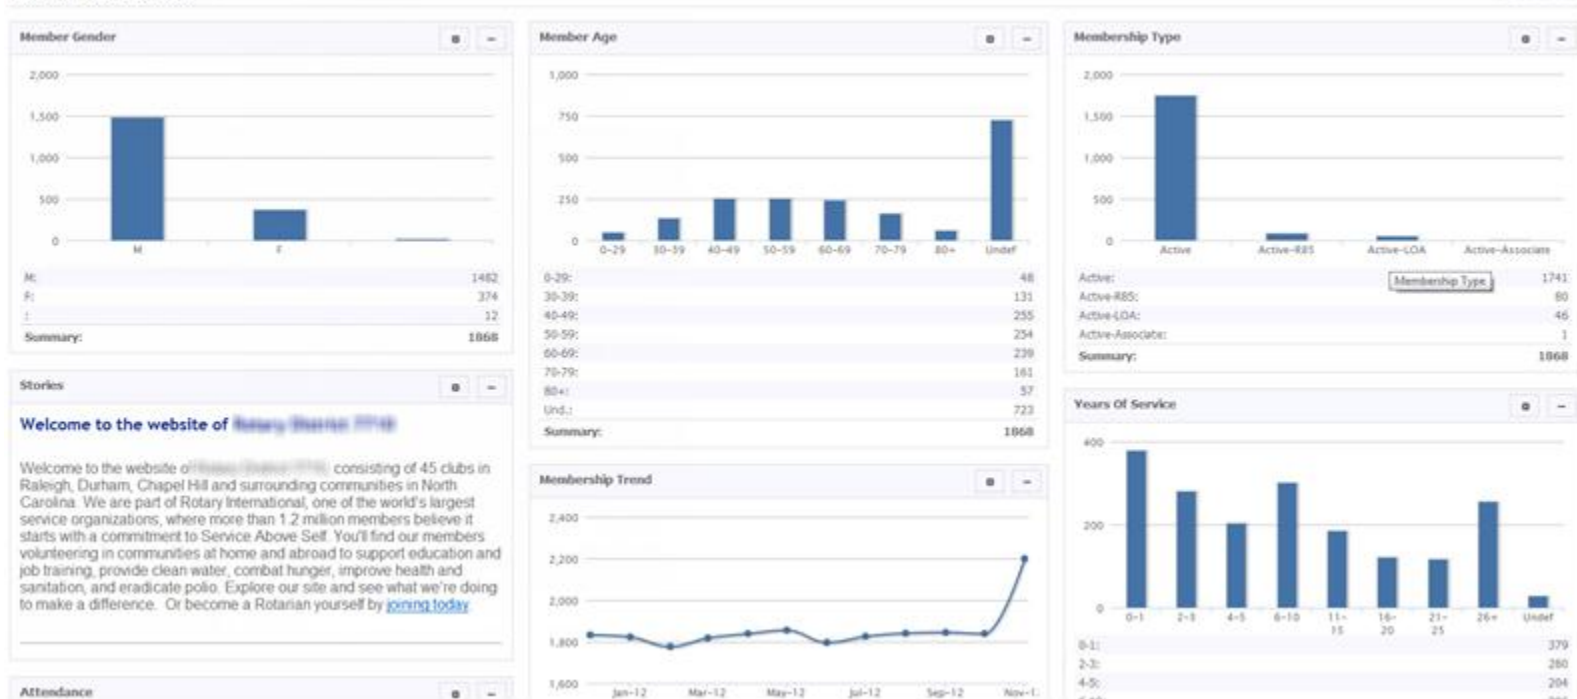 Member Gender
2,000
1,500
1,000
500
0
M
F
M: 1482
F: 374
: 12
Summary: 1868
Stories
Welcome to the website of
Welcome to the website of consisting of 45 clubs in
Raleigh, Durham, Chapel Hill and surrounding communities in North
Carolina. We are part of Rotary International, one of the world's largest
service organizations, where more than 1.2 million members believe it
starts with a commitment to Service Above Self. You'll find our members
volunteering in communities at home and abroad to support education and
job training, provide clean water, combat hunger, improve health and
sanitation, and eradicate polio. Explore our site and see what we're doing
to make a difference. Or become a Rotarian yourself by joining today.
Attendance
Member Age
1,000
750
500
250
0
0-29 30-39 40-49 50-59 60-69 70-79 80+ Undef
0-29: 48
30-39: 131
40-49: 255
50-59: 254
60-69: 239
70-79: 161
80+: 57
Und.: 723
Summary: 1868
Membership Trend
2,400
2,200
2,000
1,800
1,600
Jan-12 Mar-12 May-12 Jul-12 Sep-12 Nov-1
Membership Type
2,000
1,500
1,000
500
0
Active Active-R85 Active-LOA Active-Associate
Membership Type
Active: 1741
Active-R85: 80
Active-LOA: 46
Active-Associate: 1
Summary: 1868
Years Of Service
400
200
0
0-1 2-3 4-5 6-10 11-15 16-20 21-25 26+ Undef
0-1: 379
2-3: 280
4-5: 204